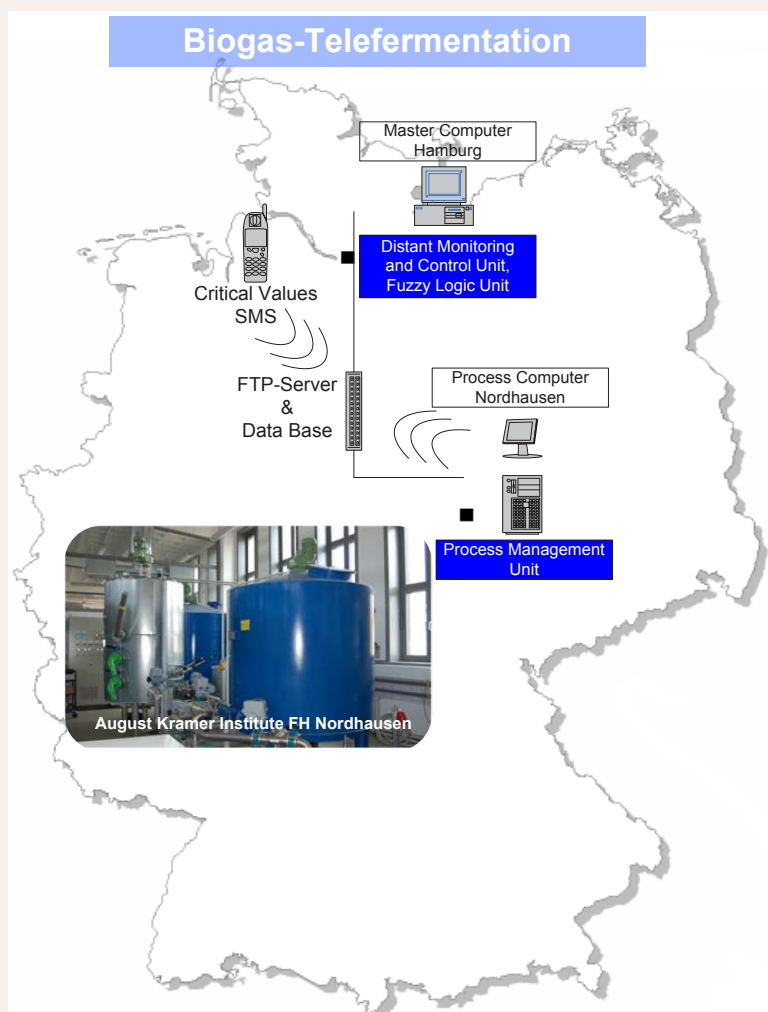 Biogas-Telefermentation
Master Computer
Hamburg
Distant Monitoring
and Control Unit,
Fuzzy Logic Unit
Critical Values
SMS
FTP-Server
&
Data Base
Process Computer
Nordhausen
Process Management
Unit
August Kramer Institute FH Nordhausen